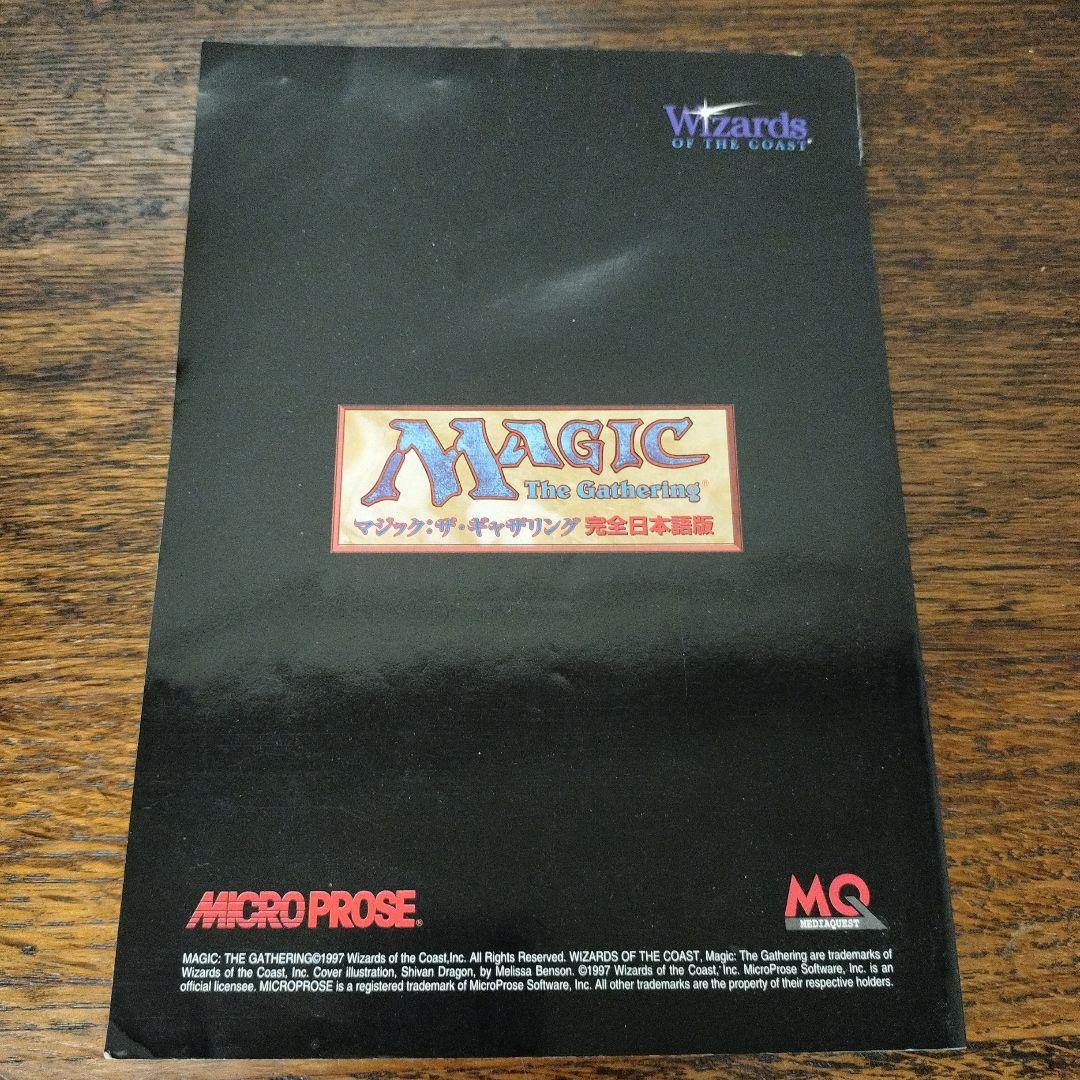 Wizards
OF THE COAST®
MAGIC
The Gathering®
マジック:ザ・ギャザリング 完全日本語版
MICROPROSE®
MQ
MEDIAQUEST
MAGIC: THE GATHERING©1997 Wizards of the Coast,Inc. All Rights Reserved. WIZARDS OF THE COAST, Magic: The Gathering are trademarks of
Wizards of the Coast, Inc. Cover illustration, Shivan Dragon, by Melissa Benson. ©1997 Wizards of the Coast, Inc. MicroProse Software, Inc. is an
official licensee. MICROPROSE is a registered trademark of MicroProse Software, Inc. All other trademarks are the property of their respective holders.